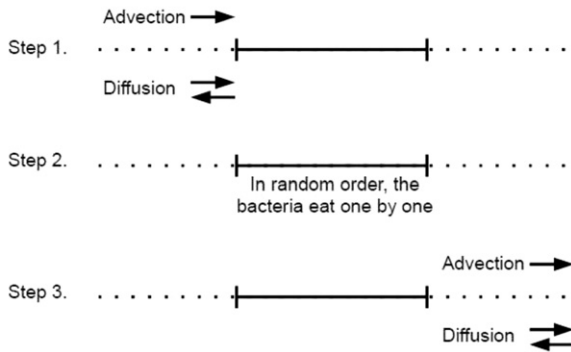 Advection
Step 1.
Diffusion
Step 2.
In random order, the
bacteria eat one by one
Advection
Step 3.
Diffusion